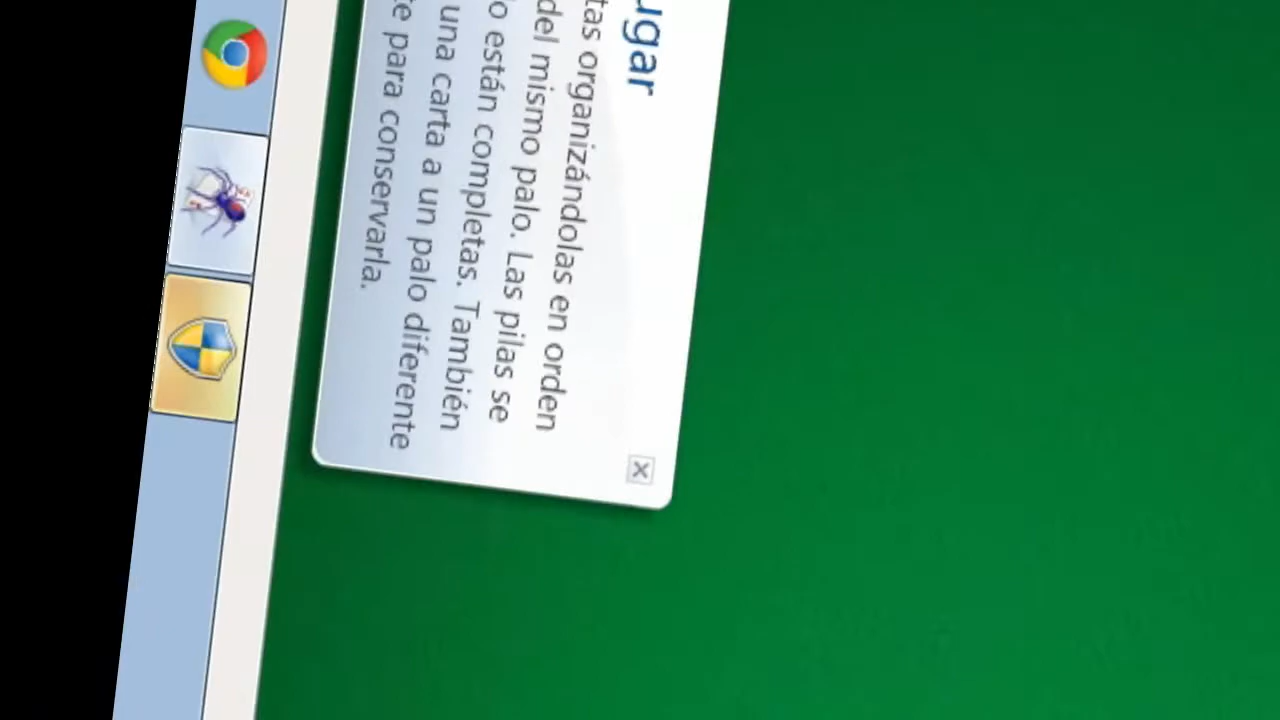 ugar
tas organizándolas en orden
del mismo palo. Las pilas se
están completas. También
una carta a un palo diferente
para conservarla.